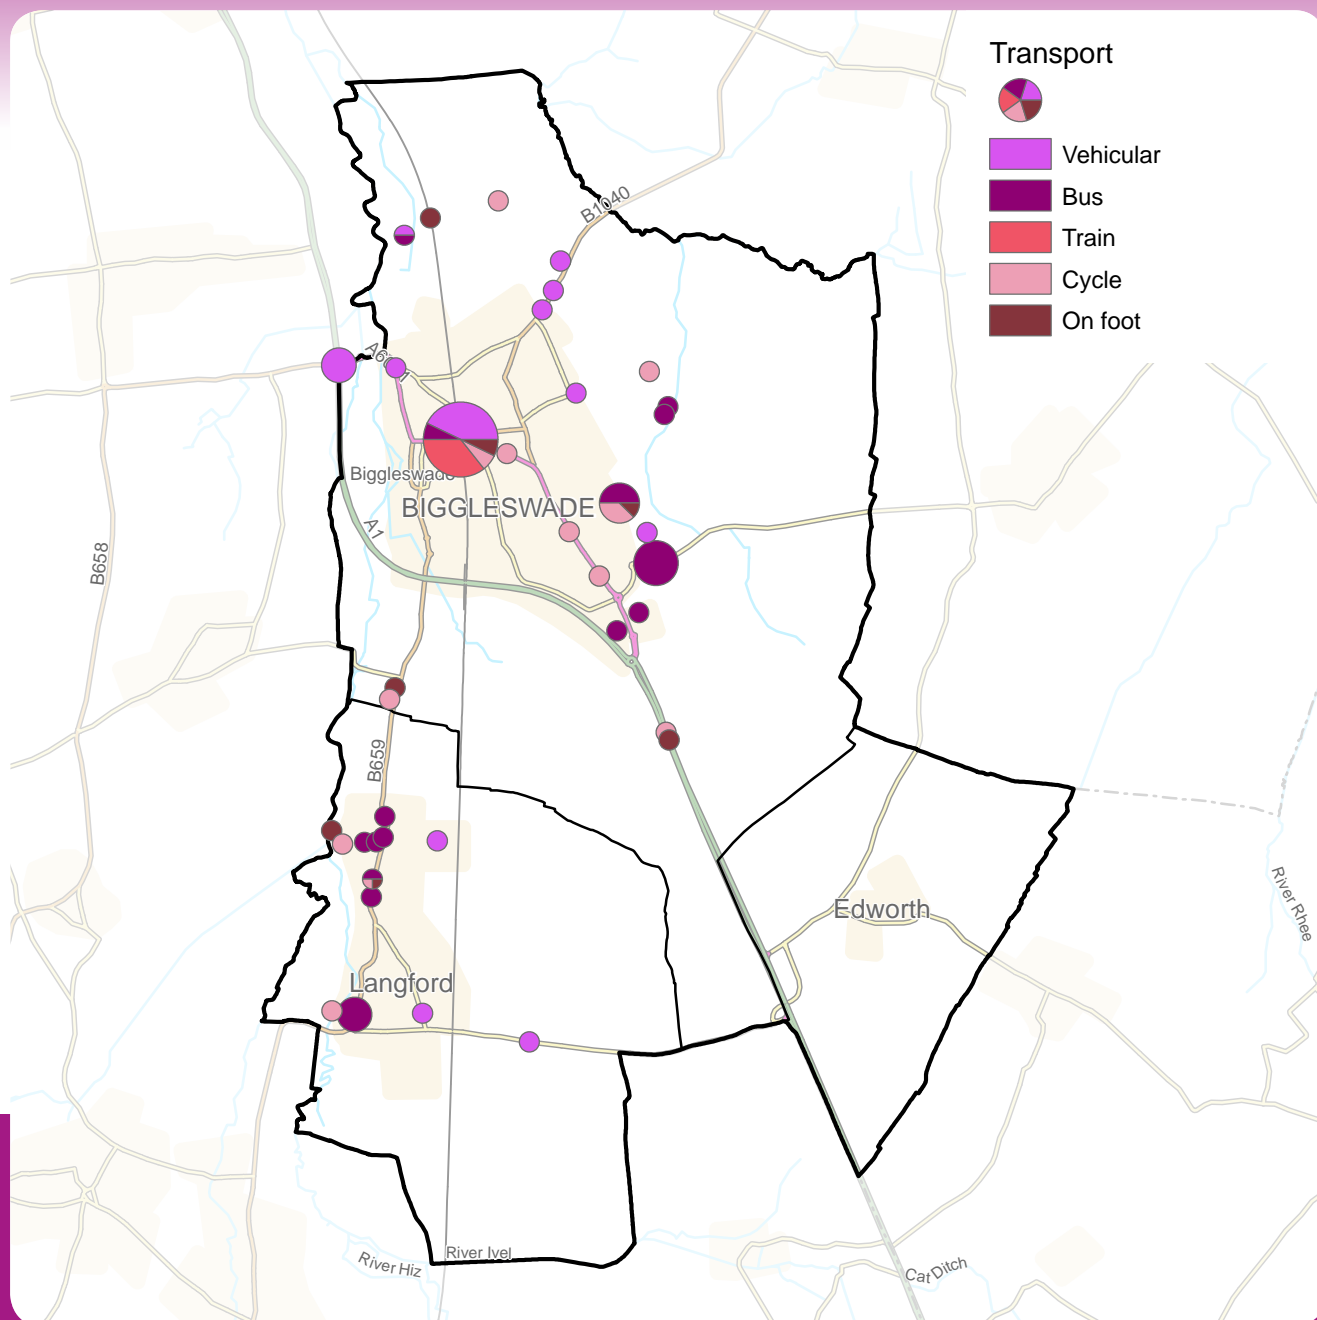 Transport
Vehicular
Bus
Train
Cycle
On foot
B1040
Biggleswade
BIGGLESWADE
A1
B658
B659
Edworth
Langford
River Rhee
River Ivel
River Hiz
Cat Ditch